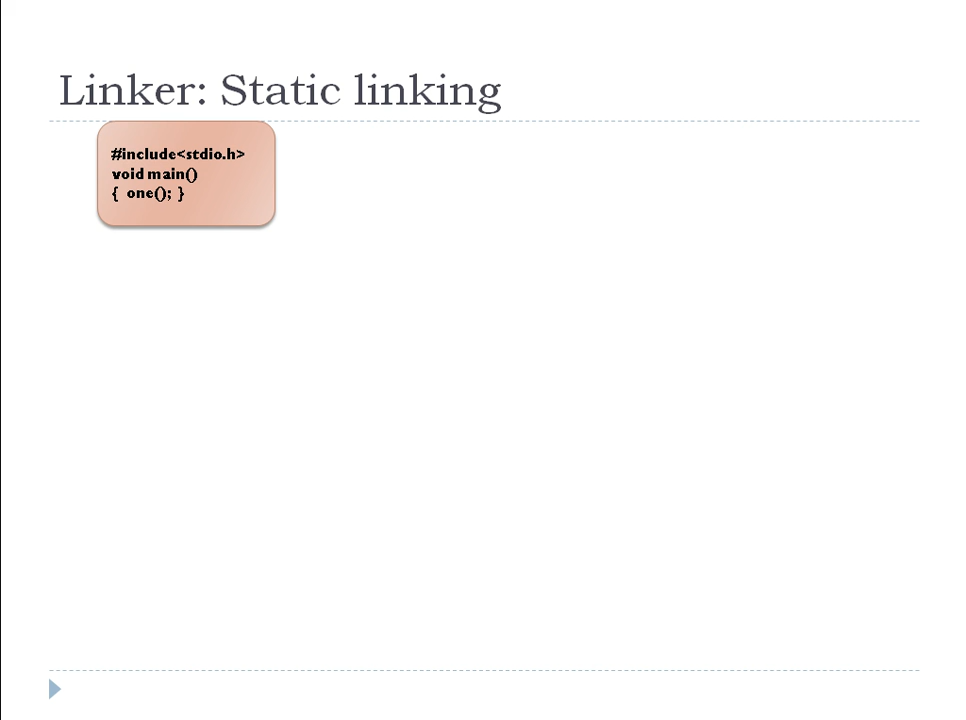 Linker: Static linking
#include<stdio.h>
void main()
{ one(); }